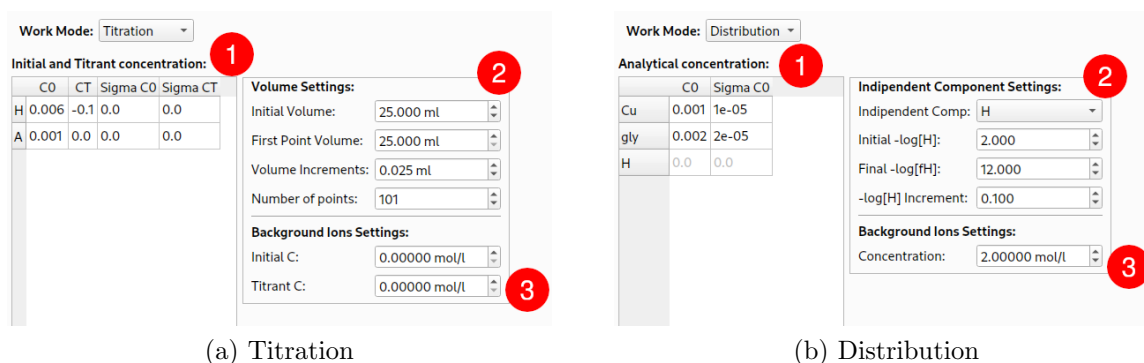 Work Mode: Titration
1
Initial and Titrant concentration:
C0 CT Sigma C0 Sigma CT
H 0.006 -0.1 0.0 0.0
A 0.001 0.0 0.0 0.0
2
Volume Settings:
Initial Volume: 25.000 ml
First Point Volume: 25.000 ml
Volume Increments: 0.025 ml
Number of points: 101
Background Ions Settings:
Initial C: 0.00000 mol/l
Titrant C: 0.00000 mol/l
3
(a) Titration
Work Mode: Distribution
1
Analytical concentration:
C0 Sigma C0
Cu 0.001 1e-05
gly 0.002 2e-05
H 0.0 0.0
2
Indipendent Component Settings:
Indipendent Comp: H
Initial -log[H]: 2.000
Final -log[fH]: 12.000
-log[H] Increment: 0.100
Background Ions Settings:
Concentration: 2.00000 mol/l
3
(b) Distribution